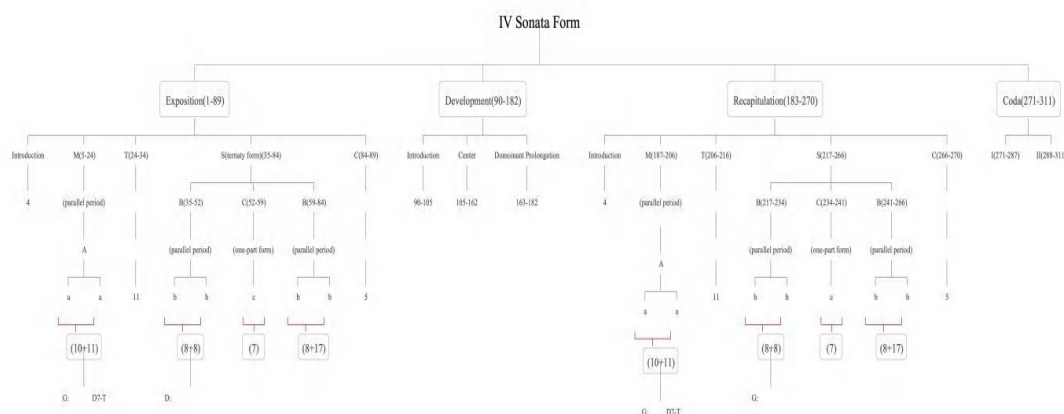 IV Sonata Form
Exposition(1-89) Development(90-182) Recapitulation(183-270) Coda(271-311)
Introduction M(5-24) T(24-34) S(ternaty form)(35-84) C(84-89) Introduction Center Domoinant Prolongation Introduction M(187-206) T(206-216) S(217-266) C(266-270) I(271-287) II(288-311)
4 (parallel period) B(35-52) C(52-59) B(59-84) 90-105 105-162 163-182 4 (parallel period) B(217-234) C(234-241) B(241-266)
A (parallel period) (one-part form) (parallel period) A (parallel period) (one-part form) (parallel period)
a a 11 b b c b b 5 a a 11 b b c b b 5
(10+11) (8+8) (7) (8+17) (10+11) (8+8) (7) (8+17)
G: D7-T D: G: D7-T G: